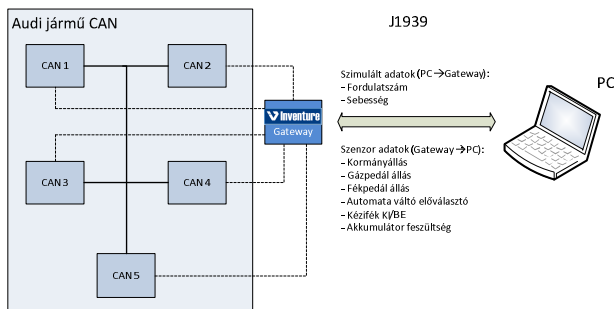 Audi jármű CAN
J1939
CAN 1
CAN 2
Inventure
Gateway
CAN 3
CAN 4
CAN 5
Szimulált adatok (PC→Gateway):
– Fordulatszám
– Sebesség
Szenzor adatok (Gateway→PC):
– Kormányállás
– Gázpedál állás
– Fékpedál állás
– Automata váltó előválasztó
– Kézifék KI/BE
– Akkumulátor feszültség
PC